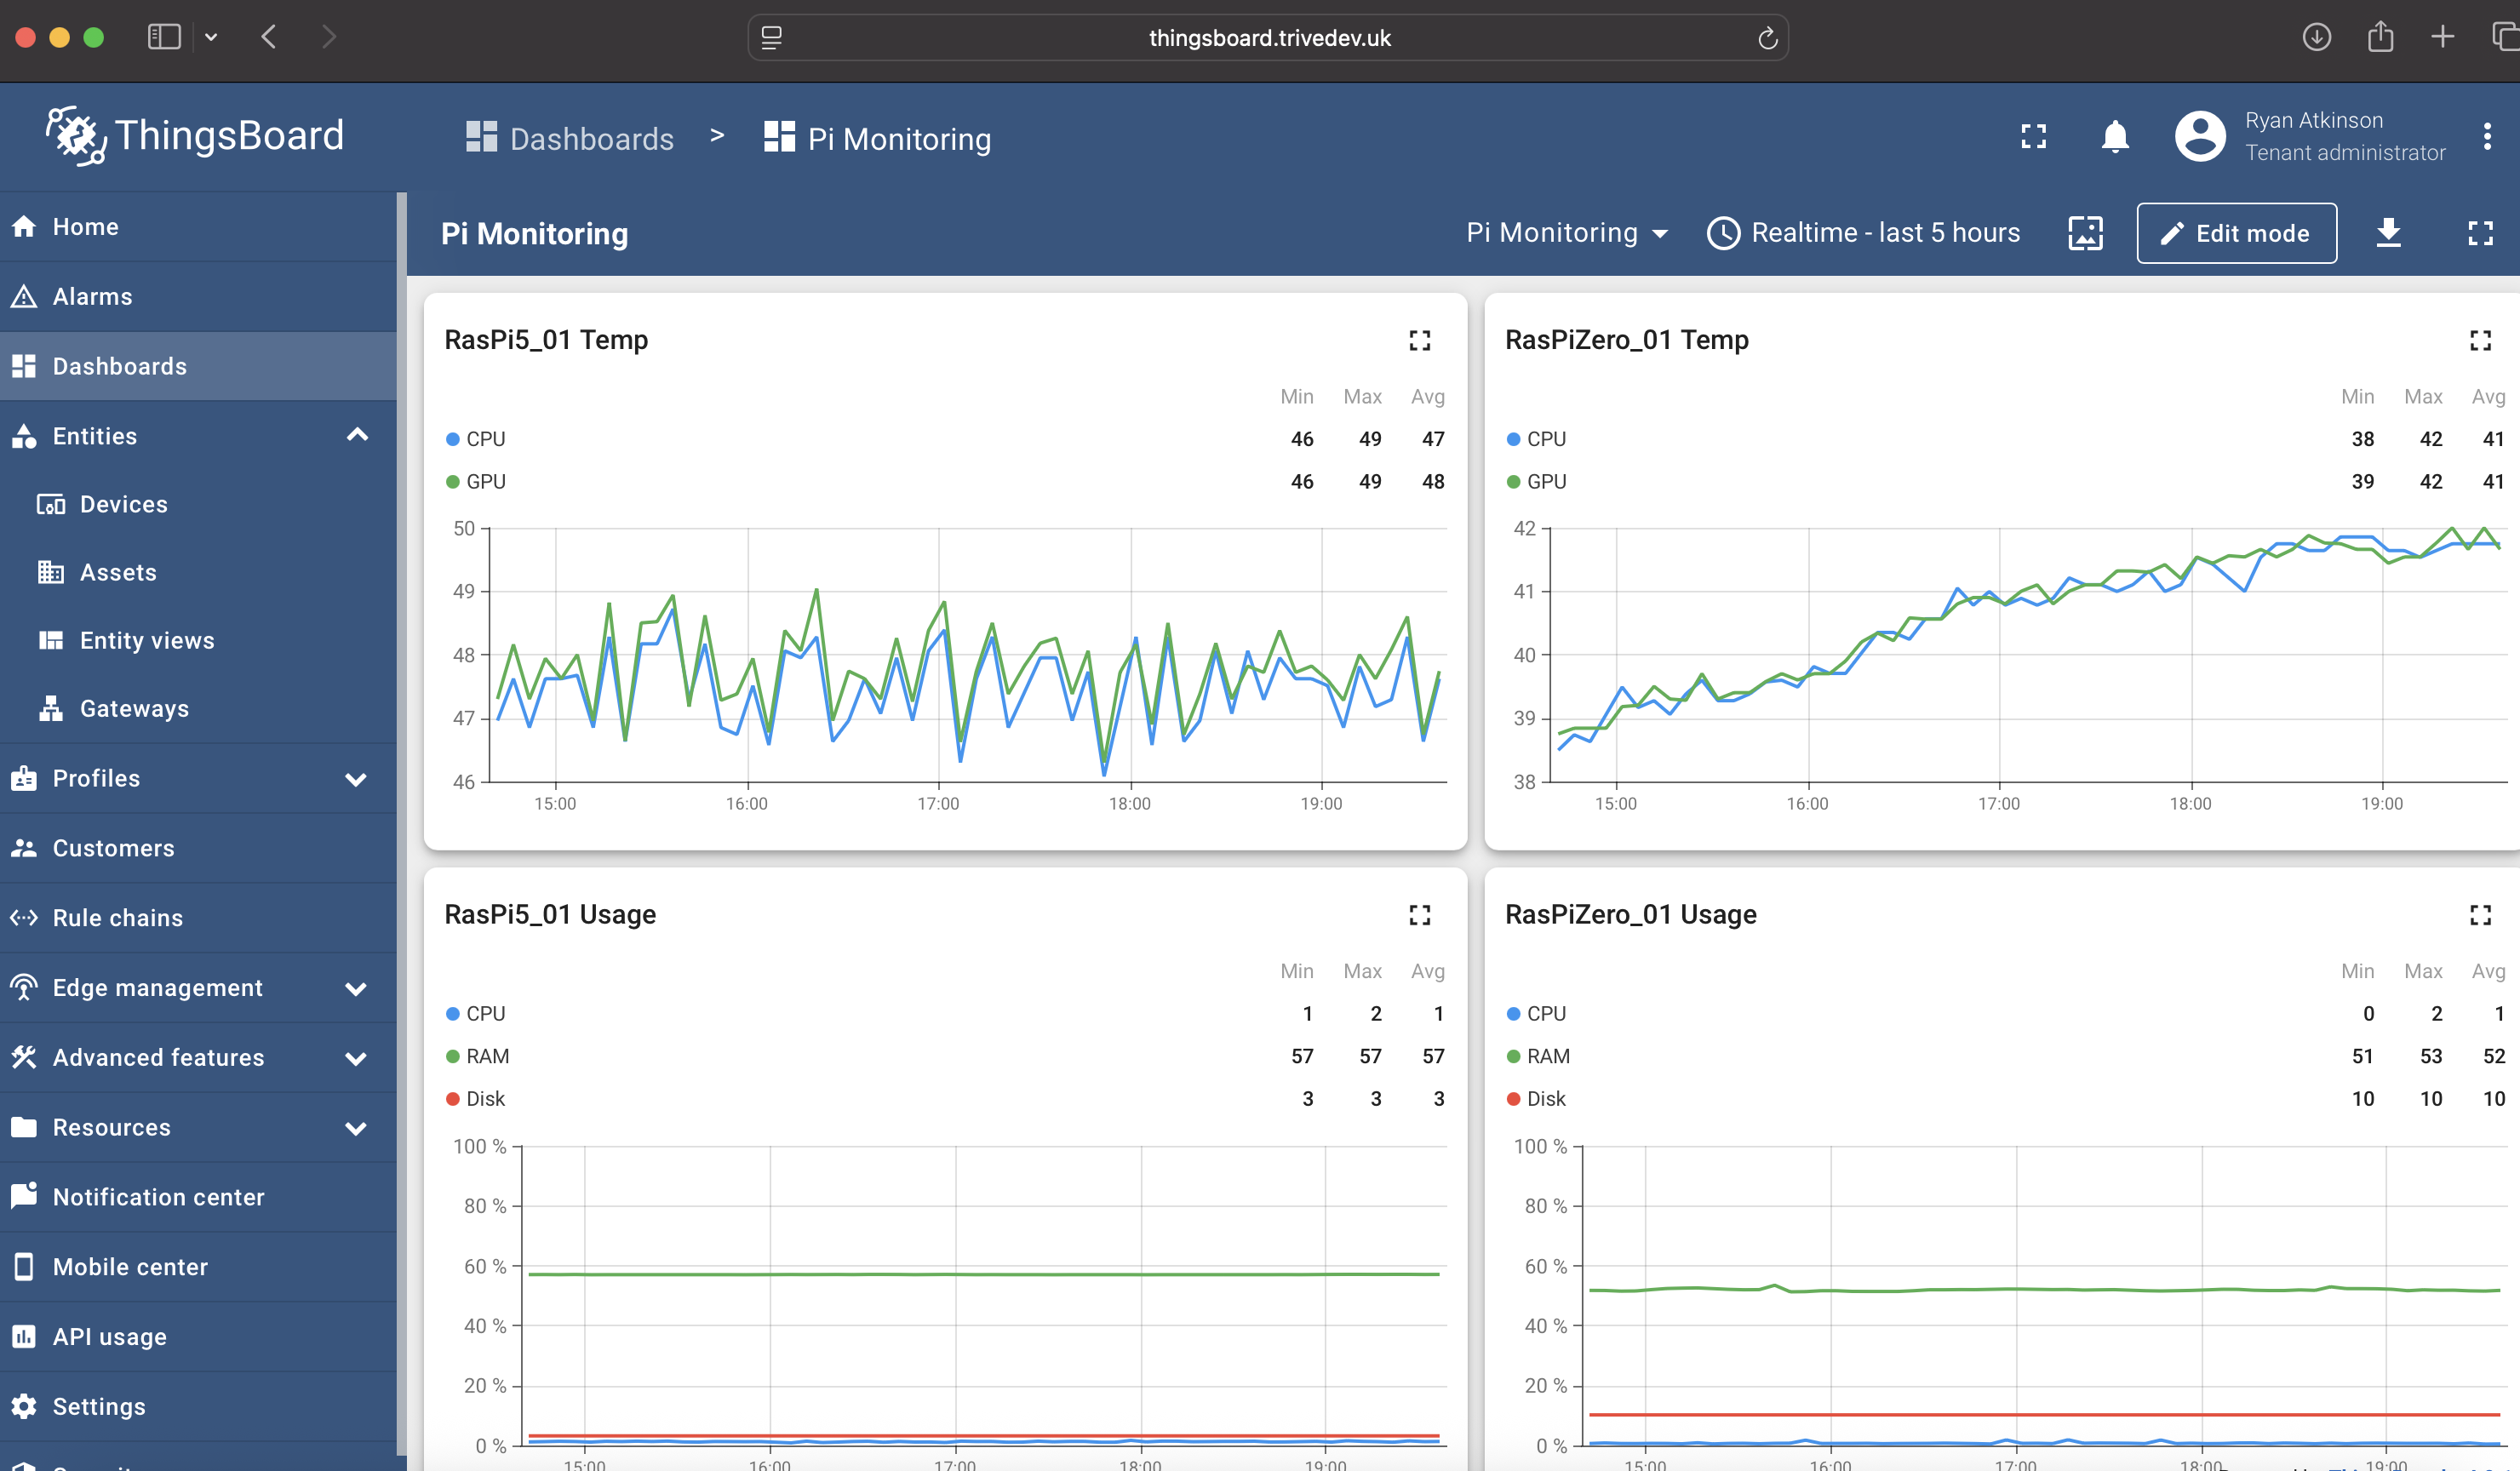 thingsboard.trivedev.uk
ThingsBoard
Dashboards > Pi Monitoring
Ryan Atkinson
Tenant administrator
Home
Alarms
Dashboards
Entities
Devices
Assets
Entity views
Gateways
Profiles
Customers
Rule chains
Edge management
Advanced features
Resources
Notification center
Mobile center
API usage
Settings
Pi Monitoring
Pi Monitoring
Realtime - last 5 hours
Edit mode
RasPi5_01 Temp
Min Max Avg
CPU 46 49 47
GPU 46 49 48
50
49
48
47
46
15:00 16:00 17:00 18:00 19:00
RasPiZero_01 Temp
Min Max Avg
CPU 38 42 41
GPU 39 42 41
42
41
40
39
38
15:00 16:00 17:00 18:00 19:00
RasPi5_01 Usage
Min Max Avg
CPU 1 2 1
RAM 57 57 57
Disk 3 3 3
100 %
80 %
60 %
40 %
20 %
0 %
15:00 16:00 17:00 18:00 19:00
RasPiZero_01 Usage
Min Max Avg
CPU 0 2 1
RAM 51 53 52
Disk 10 10 10
100 %
80 %
60 %
40 %
20 %
0 %
15:00 16:00 17:00 18:00 19:00